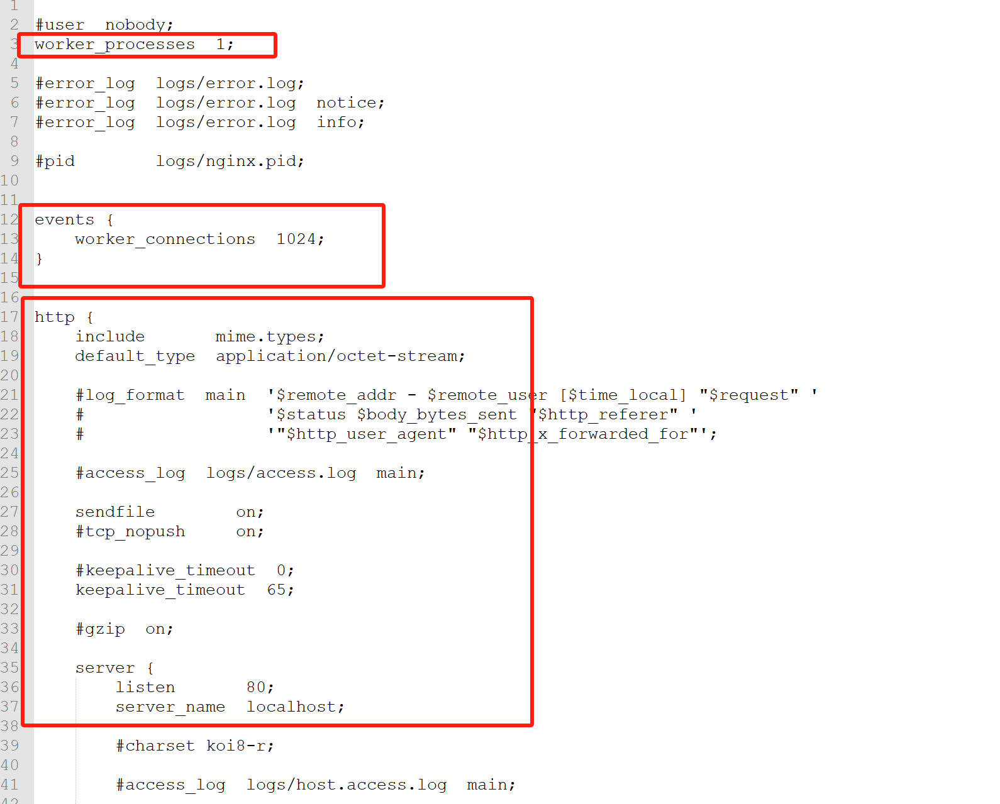 1
2 #user  nobody;
3 worker_processes  1;
4
5 #error_log  logs/error.log;
6 #error_log  logs/error.log  notice;
7 #error_log  logs/error.log  info;
8
9 #pid        logs/nginx.pid;
10
11
12 events {
13     worker_connections  1024;
14 }
15
16
17 http {
18     include       mime.types;
19     default_type  application/octet-stream;
20
21     #log_format  main  '$remote_addr - $remote_user [$time_local] "$request" '
22     #                  '$status $body_bytes_sent "$http_referer" '
23     #                  '"$http_user_agent" "$http_x_forwarded_for"';
24
25     #access_log  logs/access.log  main;
26
27     sendfile        on;
28     #tcp_nopush     on;
29
30     #keepalive_timeout  0;
31     keepalive_timeout  65;
32
33     #gzip  on;
34
35     server {
36         listen       80;
37         server_name  localhost;
38
39         #charset koi8-r;
40
41         #access_log  logs/host.access.log  main;
42